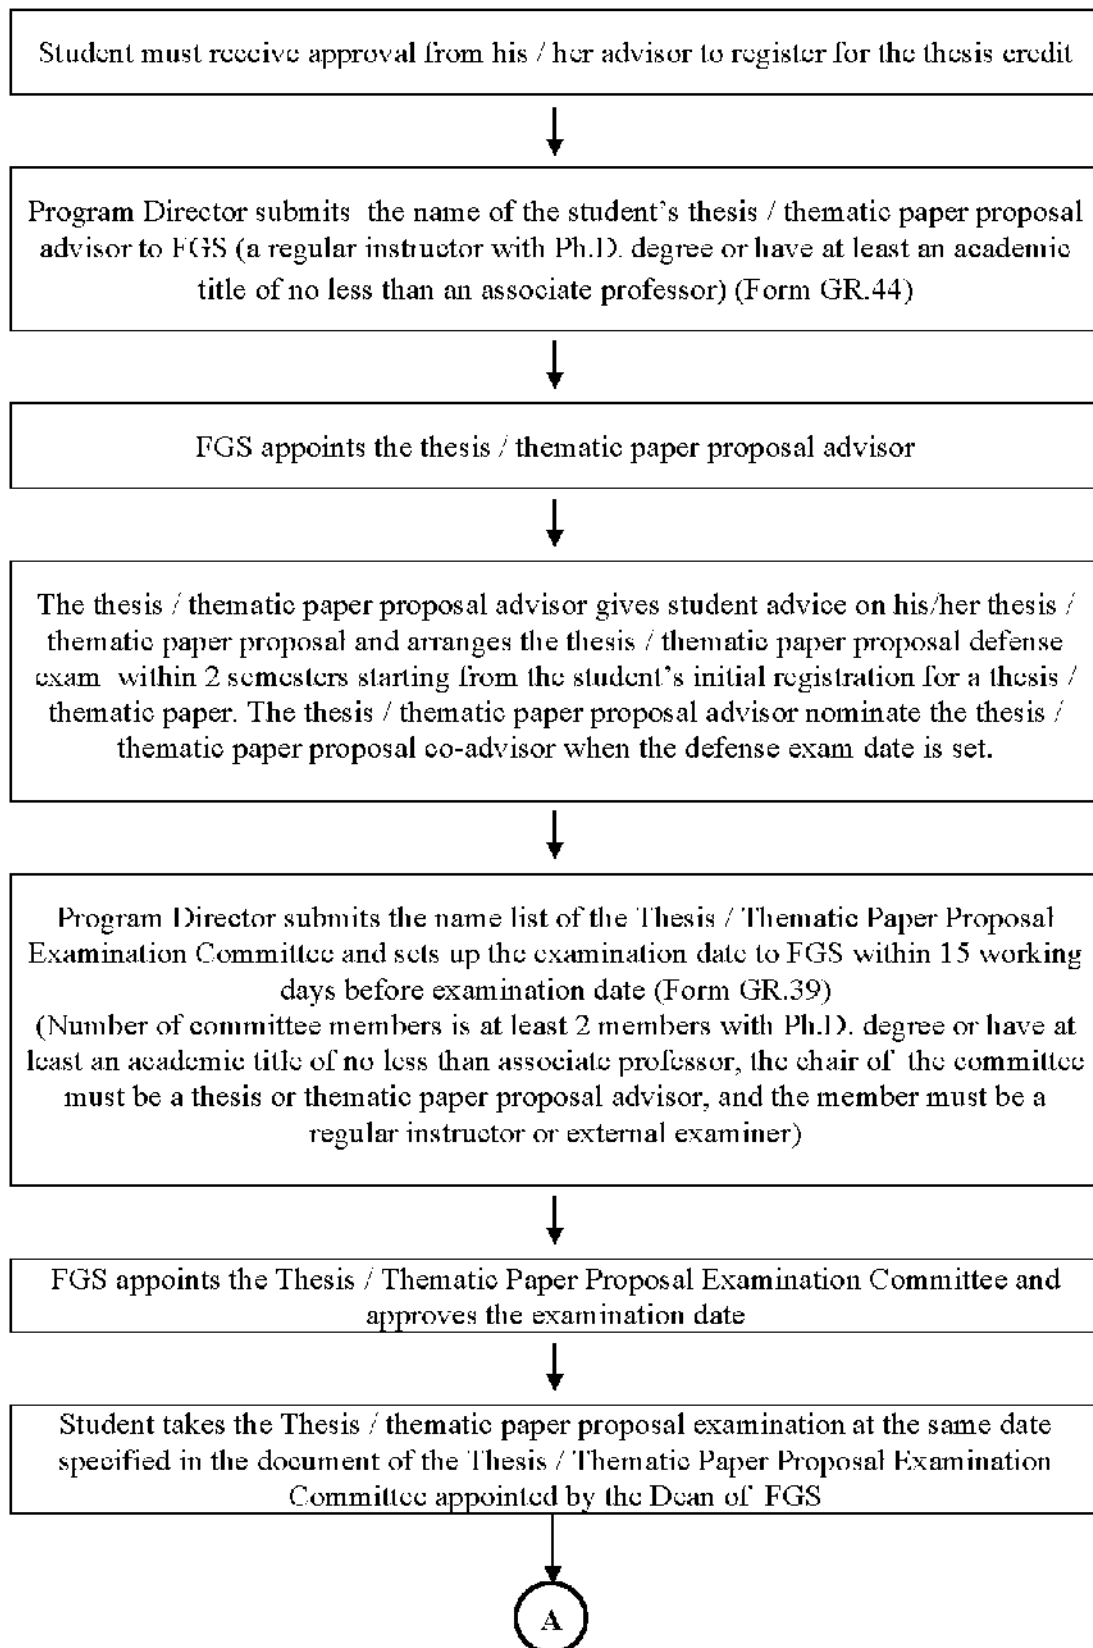 Student must receive approval from his / her advisor to register for the thesis credit
Program Director submits the name of the student's thesis / thematic paper proposal
advisor to FGS (a regular instructor with Ph.D. degree or have at least an academic
title of no less than an associate professor) (Form GR.44)
FGS appoints the thesis / thematic paper proposal advisor
The thesis / thematic paper proposal advisor gives student advice on his/her thesis /
thematic paper proposal and arranges the thesis / thematic paper proposal defense
exam within 2 semesters starting from the student's initial registration for a thesis /
thematic paper. The thesis / thematic paper proposal advisor nominate the thesis /
thematic paper proposal co-advisor when the defense exam date is set.
Program Director submits the name list of the Thesis / Thematic Paper Proposal
Examination Committee and sets up the examination date to FGS within 15 working
days before examination date (Form GR.39)
(Number of committee members is at least 2 members with Ph.D. degree or have at
least an academic title of no less than associate professor, the chair of the committee
must be a thesis or thematic paper proposal advisor, and the member must be a
regular instructor or external examiner)
FGS appoints the Thesis / Thematic Paper Proposal Examination Committee and
approves the examination date
Student takes the Thesis / thematic paper proposal examination at the same date
specified in the document of the Thesis / Thematic Paper Proposal Examination
Committee appointed by the Dean of FGS
A